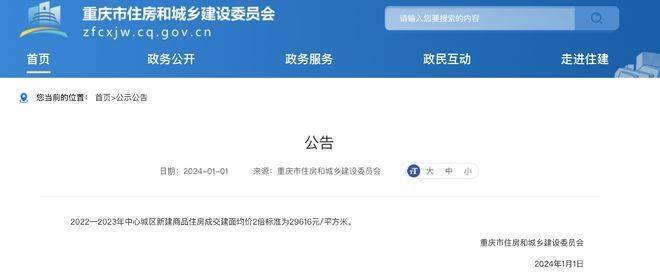 重庆市住房和城乡建设委员会
zfcxjw.cq.gov.cn
请输入您要搜索的内容
首页 政务公开 政务服务 政民互动 走进住建
您当前的位置： 首页>公示公告
公告
日期：2024-01-01 来源：重庆市住房和城乡建设委员会 大 中 小
2022—2023年中心城区新建商品住房成交建面均价2倍标准为29616元/平方米。
重庆市住房和城乡建设委员会
2024年1月1日